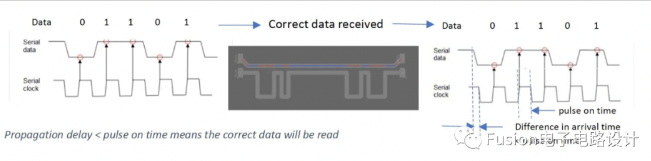 Data 0 1 1 0 1
Correct data received
Data 0 1 1 0 1
Serial
data
Serial
clock
Serial
data
Serial
clock
pulse on time
Difference in arrival time
Propagation delay < pulse on time means the correct data will be read
Fusion电子电路设计